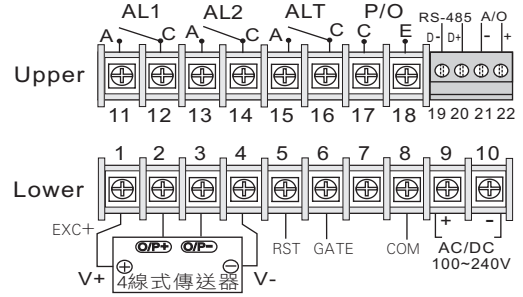 AL1 AL2 ALT P/O RS-485 A/O
A C A C A C C E D- D+ - +
Upper
11 12 13 14 15 16 17 18 19 20 21 22
1 2 3 4 5 6 7 8 9 10
Lower
+ -
EXC+ O/P+ O/P- RST GATE COM AC/DC
100~240V
V+ 4線式傳送器 V-